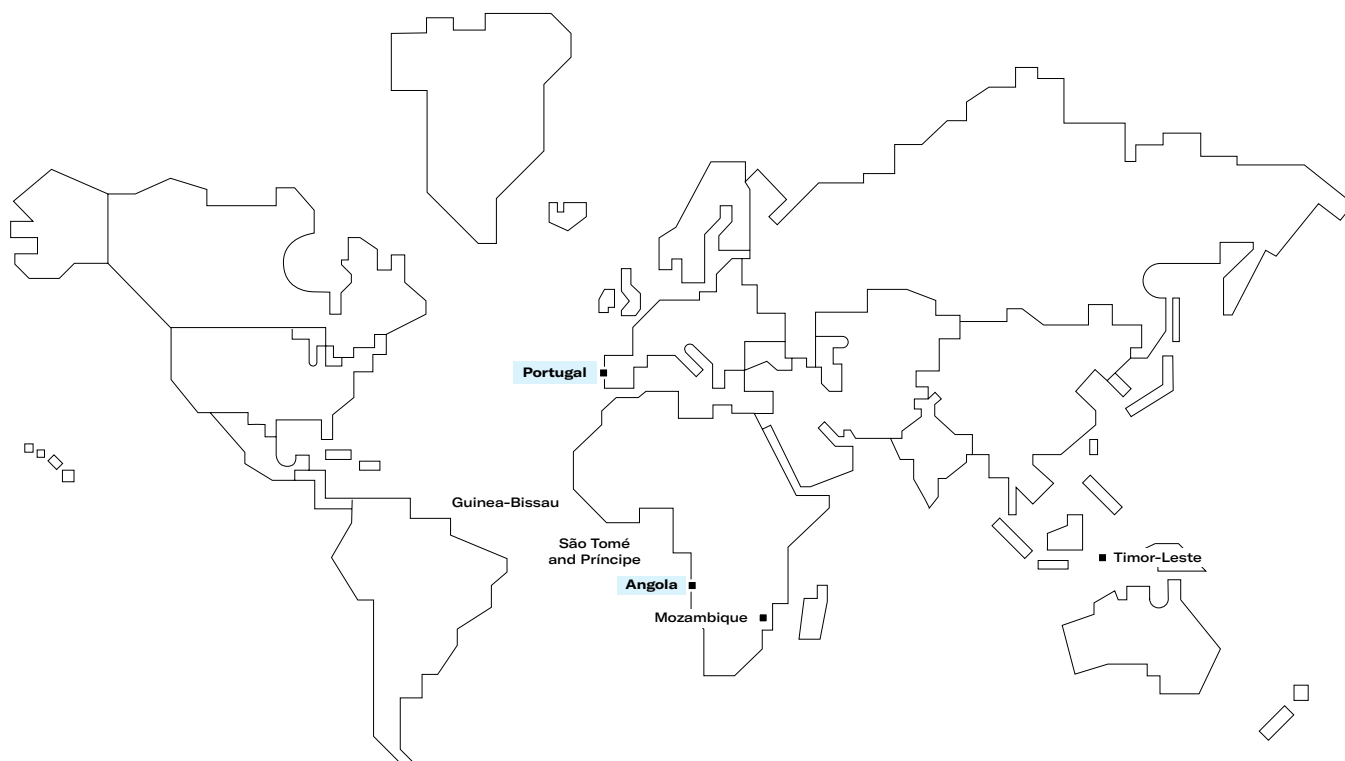 Portugal
Guinea-Bissau
São Tomé
and Príncipe
Timor-Leste
Angola
Mozambique